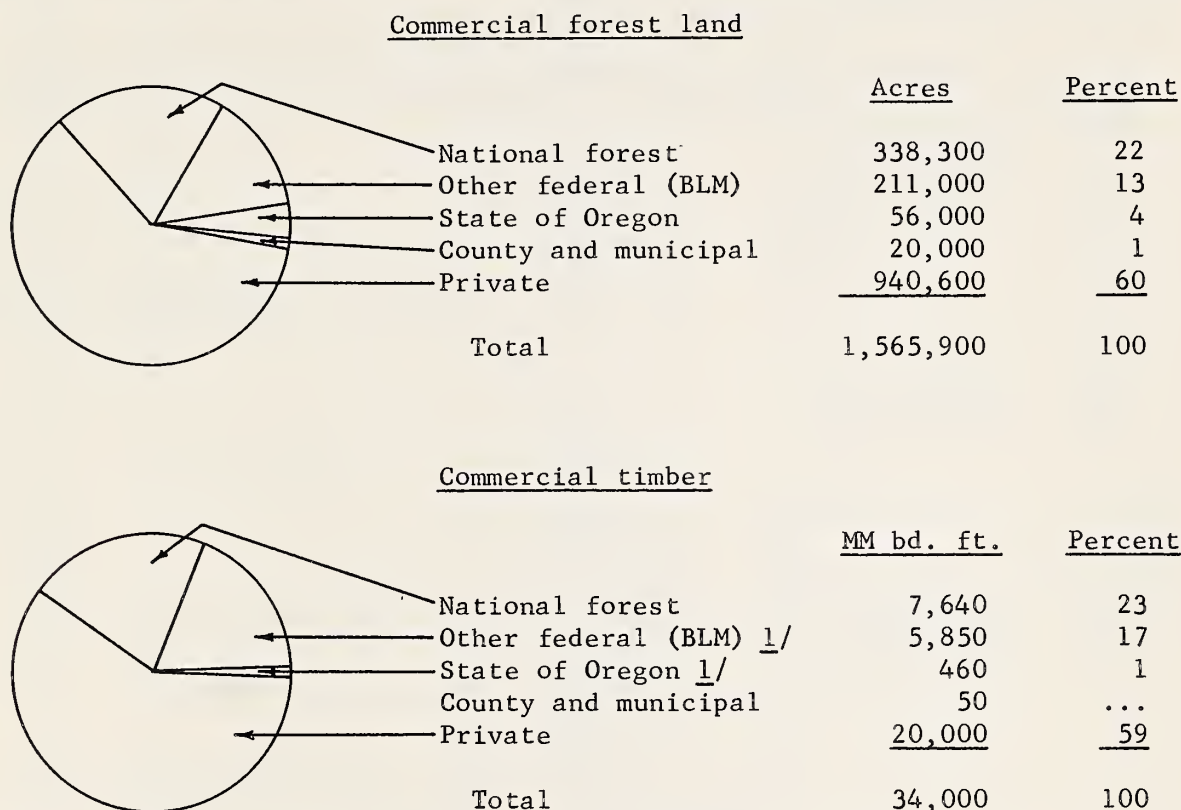 Commercial forest land
Acres Percent
National forest 338,300 22
Other federal (BLM) 211,000 13
State of Oregon 56,000 4
County and municipal 20,000 1
Private 940,600 60
Total 1,565,900 100
Commercial timber
MM bd. ft. Percent
National forest 7,640 23
Other federal (BLM) 1/ 5,850 17
State of Oregon 1/ 460 1
County and municipal 50 ...
Private 20,000 59
Total 34,000 100